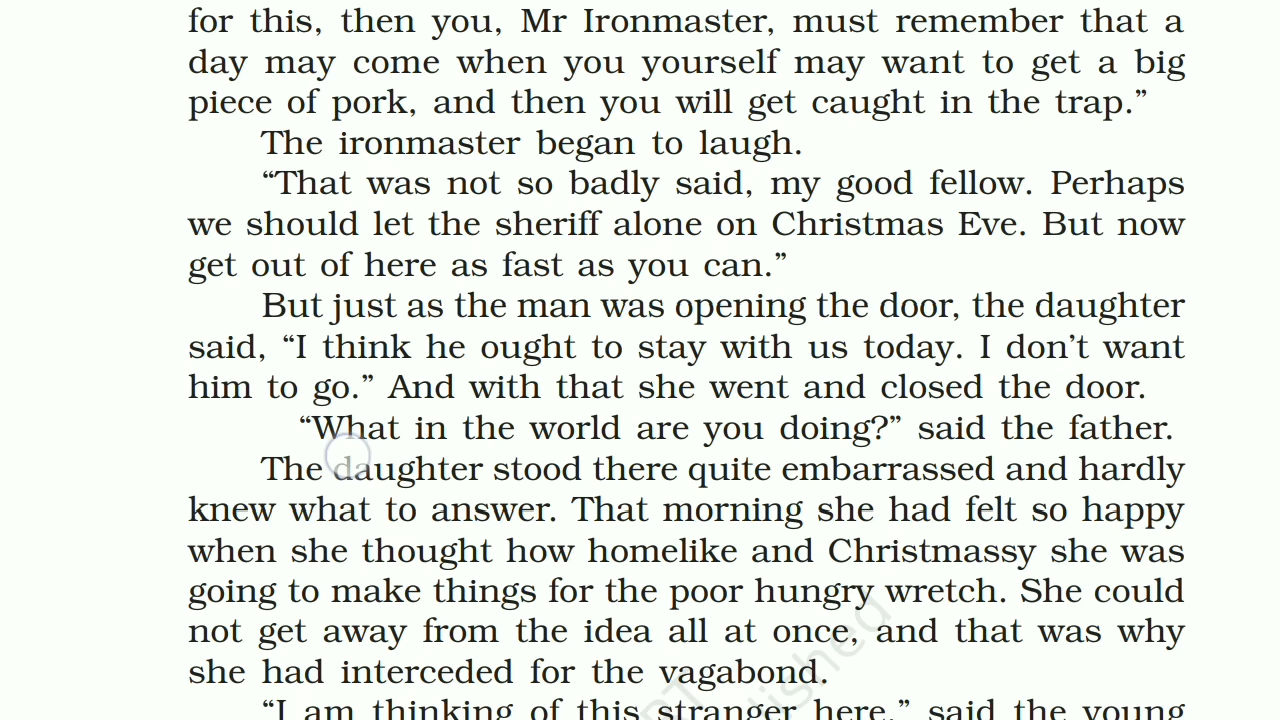 for this, then you, Mr Ironmaster, must remember that a
day may come when you yourself may want to get a big
piece of pork, and then you will get caught in the trap.”
The ironmaster began to laugh.
“That was not so badly said, my good fellow. Perhaps
we should let the sheriff alone on Christmas Eve. But now
get out of here as fast as you can.”
But just as the man was opening the door, the daughter
said, “I think he ought to stay with us today. I don’t want
him to go.” And with that she went and closed the door.
“What in the world are you doing?” said the father.
The daughter stood there quite embarrassed and hardly
knew what to answer. That morning she had felt so happy
when she thought how homelike and Christmassy she was
going to make things for the poor hungry wretch. She could
not get away from the idea all at once, and that was why
she had interceded for the vagabond.
“I am thinking of this stranger here,” said the young